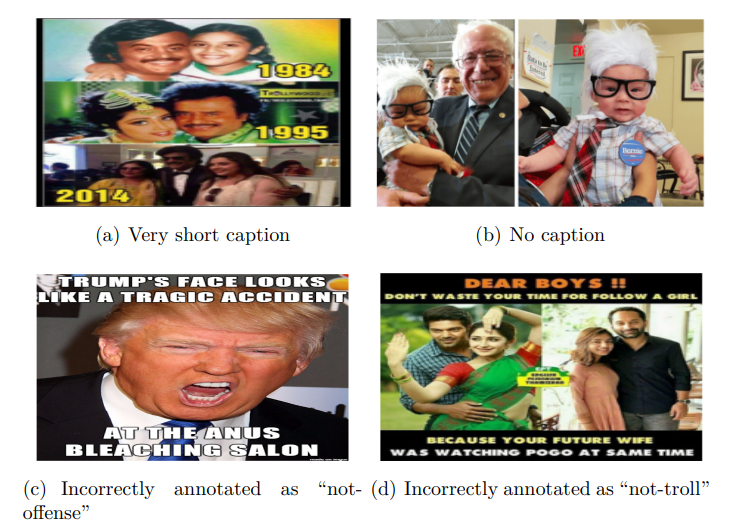 1984
TROLLYWOOD
1995
2014
(a) Very short caption
EXI
Bernie
(b) No caption
TRUMP'S FACE LOOKS
LIKE A TRAGIC ACCIDENT
AT THE ANUS
BLEACHING SALON
(c) Incorrectly annotated as "not-
offense"
DEAR BOYS !!
DON'T WASTE YOUR TIME FOR FOLLOW A GIRL
BECAUSE YOUR FUTURE WIFE
WAS WATCHING POGO AT SAME TIME
(d) Incorrectly annotated as "not-troll"